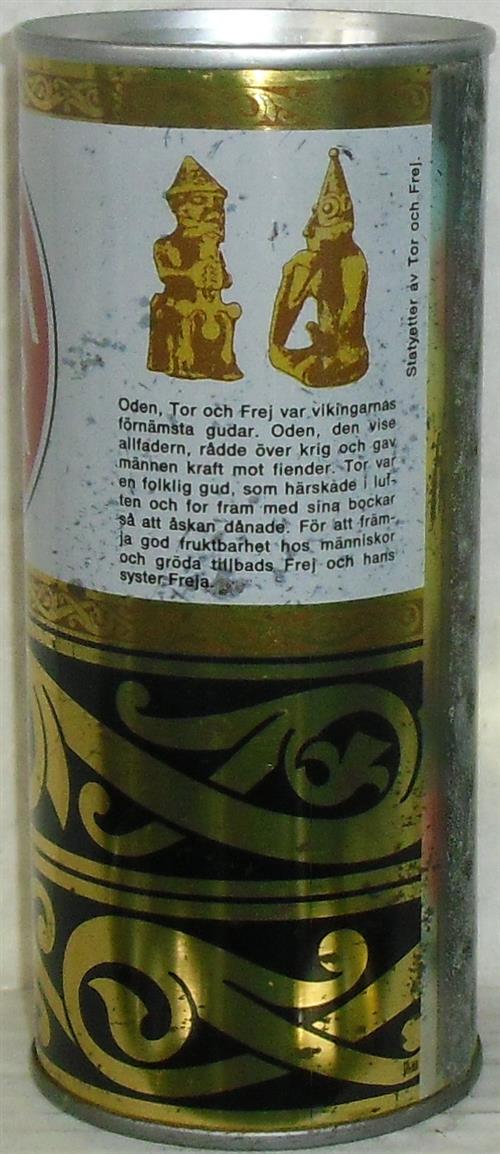 Statyetter av Tor och Frej.
Oden, Tor och Frej var vikingarnas
förnämsta gudar. Oden, den vise
allfadern, rådde över krig och gav
männen kraft mot fiender. Tor var
en folklig gud, som härskade i luf-
ten och for fram med sina bockar
så att åskan dånade. För att främ-
ja god fruktbarhet hos människor
och gröda tillbads Frej och hans
syster Freja.